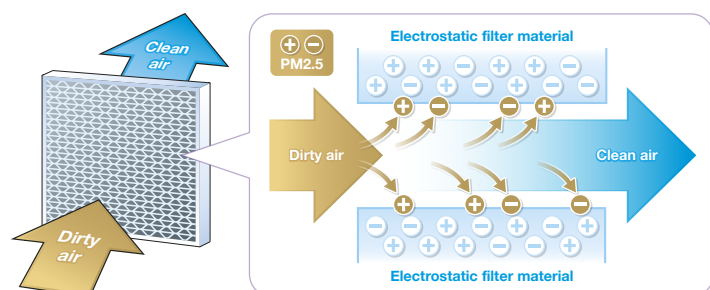 Clean
air
Dirty
air
PM2.5
Electrostatic filter material
Dirty air
Clean air
Electrostatic filter material